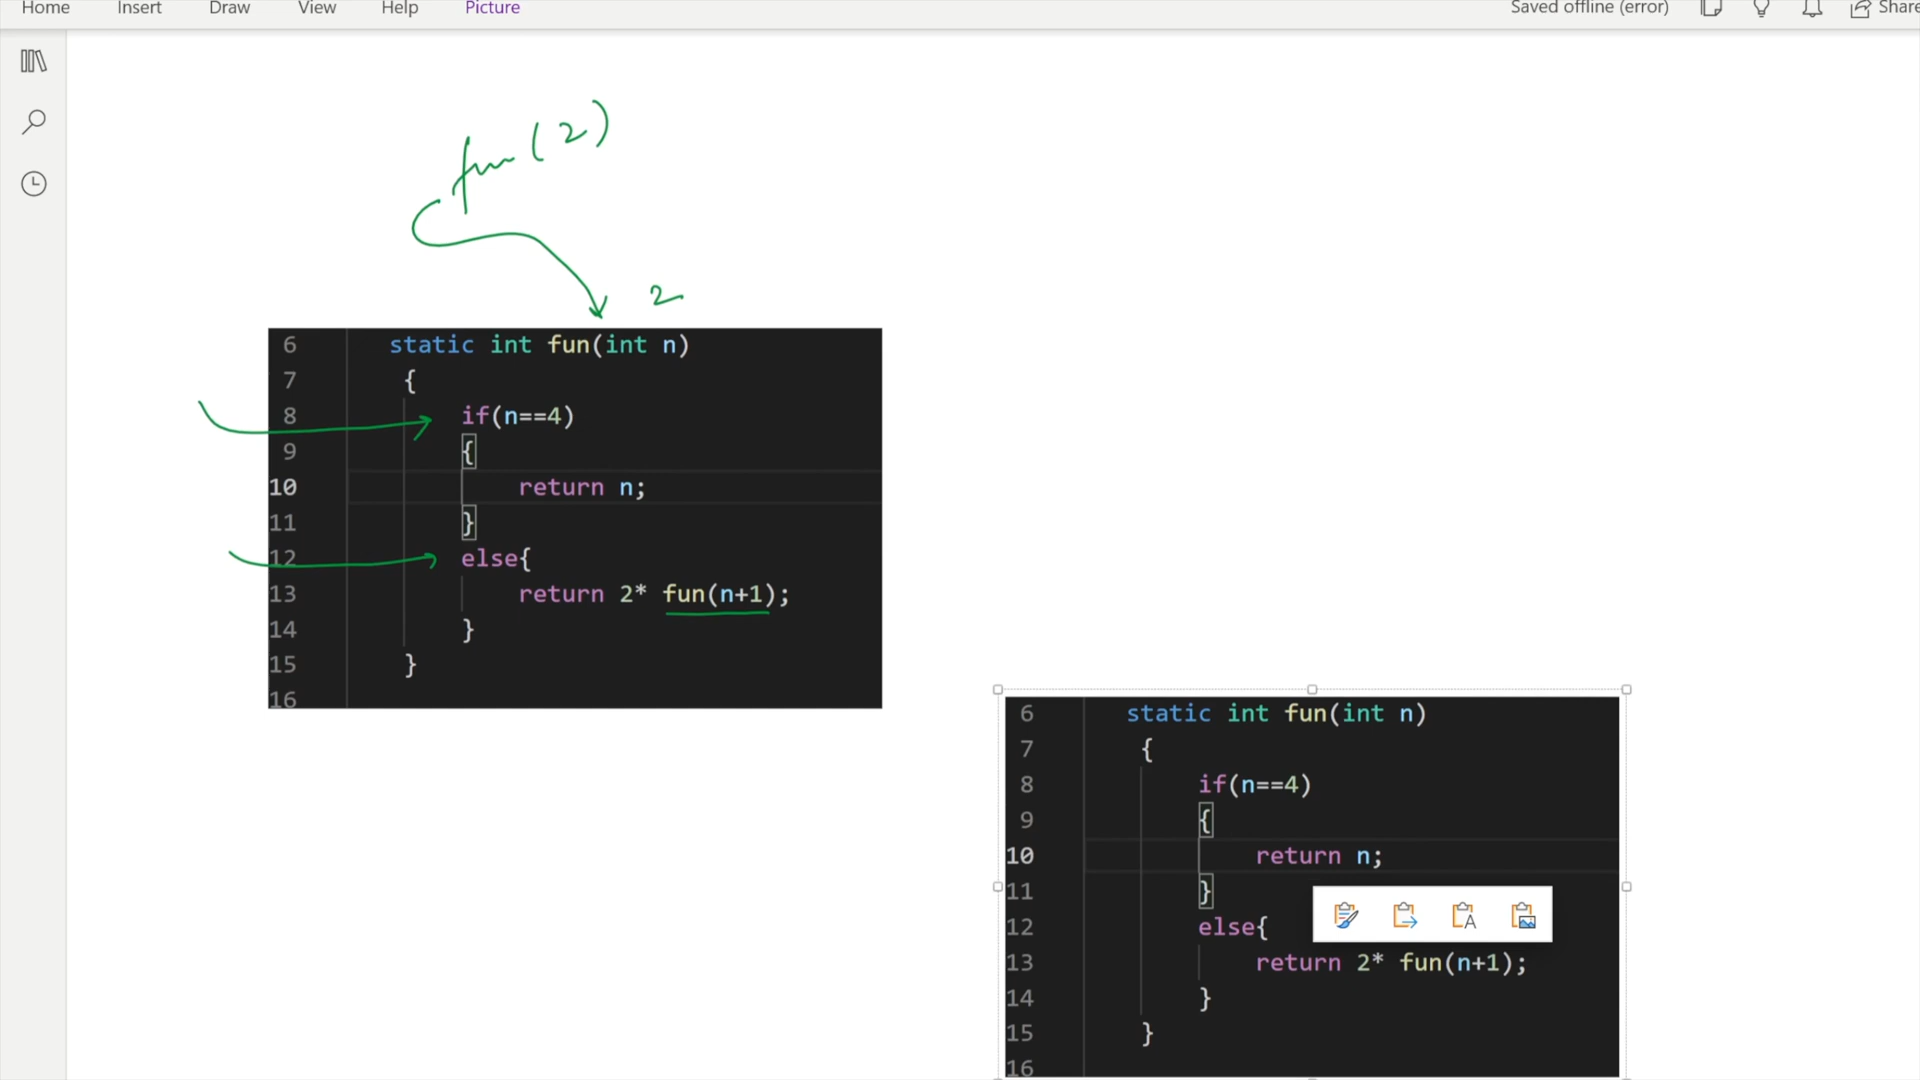 Home Insert Draw View Help Picture Saved offline (error) Share
fun(2)
2
6 static int fun(int n)
7 {
8 if(n==4)
9 {
10 return n;
11 }
12 else{
13 return 2* fun(n+1);
14 }
15 }
16
6 static int fun(int n)
7 {
8 if(n==4)
9 {
10 return n;
11 }
12 else{
13 return 2* fun(n+1);
14 }
15 }
16